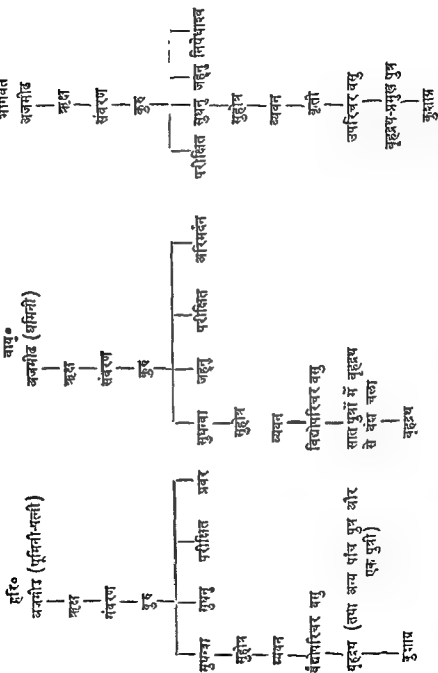 हरि०
अजमीढ (धूमिनी-पत्नी)
ऋक्ष
संवरण
कुरु
सुधन्वा सुधनु परीक्षित प्रवर
सुहोत्र
च्यवन
वैद्योपरिचर वसु
बृहद्रथ (तथा अन्य पाँच पुत्र और
एक पुत्री)
कुशाग्र
वायु०
अजमीढ (धूमिनी)
ऋक्ष
संवरण
कुरु
सुधन्वा जह्नु परीक्षित अरिमर्दन
सुहोत्र
च्यवन
विद्योपरिचर वसु
सात पुत्रों में बृहद्रथ
से वंश चला
बृहद्रथ
भागवत
अजमीढ
ऋक्ष
संवरण
कुरु
परीक्षित सुधनु जह्नु निषेधाश्व
सुहोत्र
च्यवन
कृती
उपरिचर वसु
बृहद्रथ-प्रमुख पुत्र
कुशाग्र